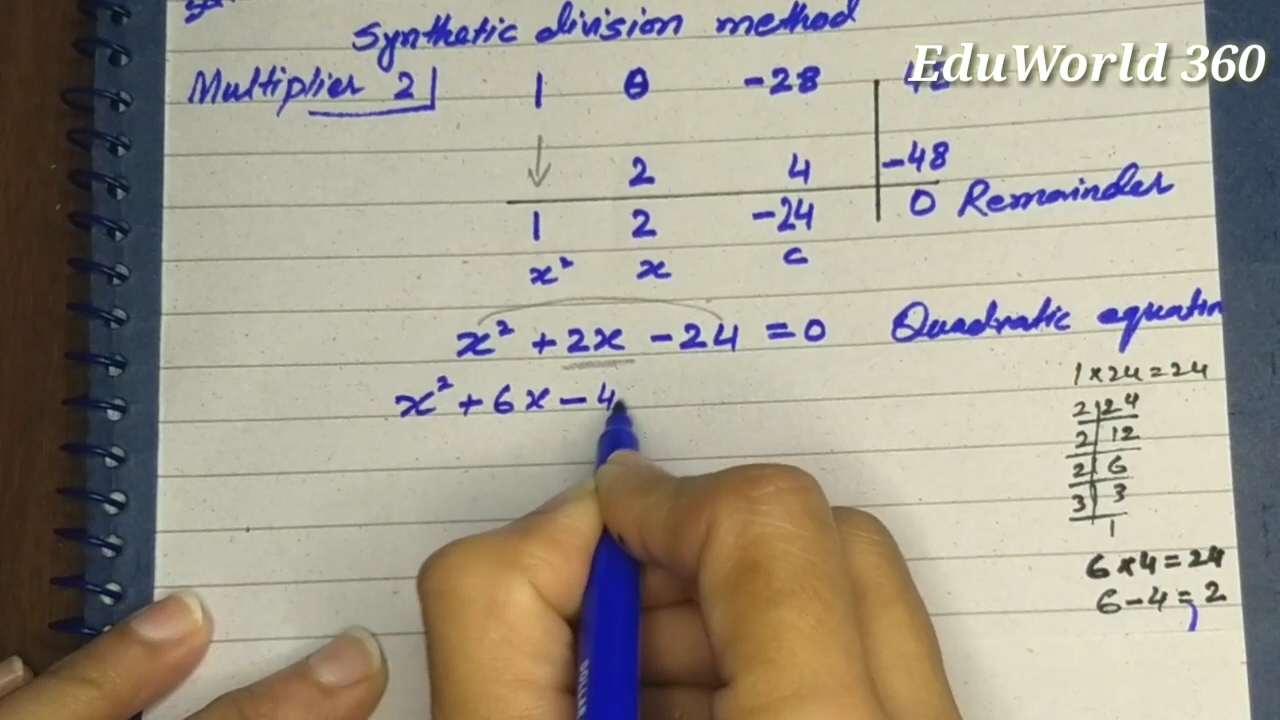 Synthetic division method
EduWorld 360
Multiplier 2 1 0 -28
2 4 -48
1 2 -24 0 Remainder
x² x c
x² + 2x - 24 = 0 Quadratic equation
1 × 24 = 24
x² + 6x - 4
2 24
2 12
2 6
3 3
1
6 × 4 = 24
6 - 4 = 2